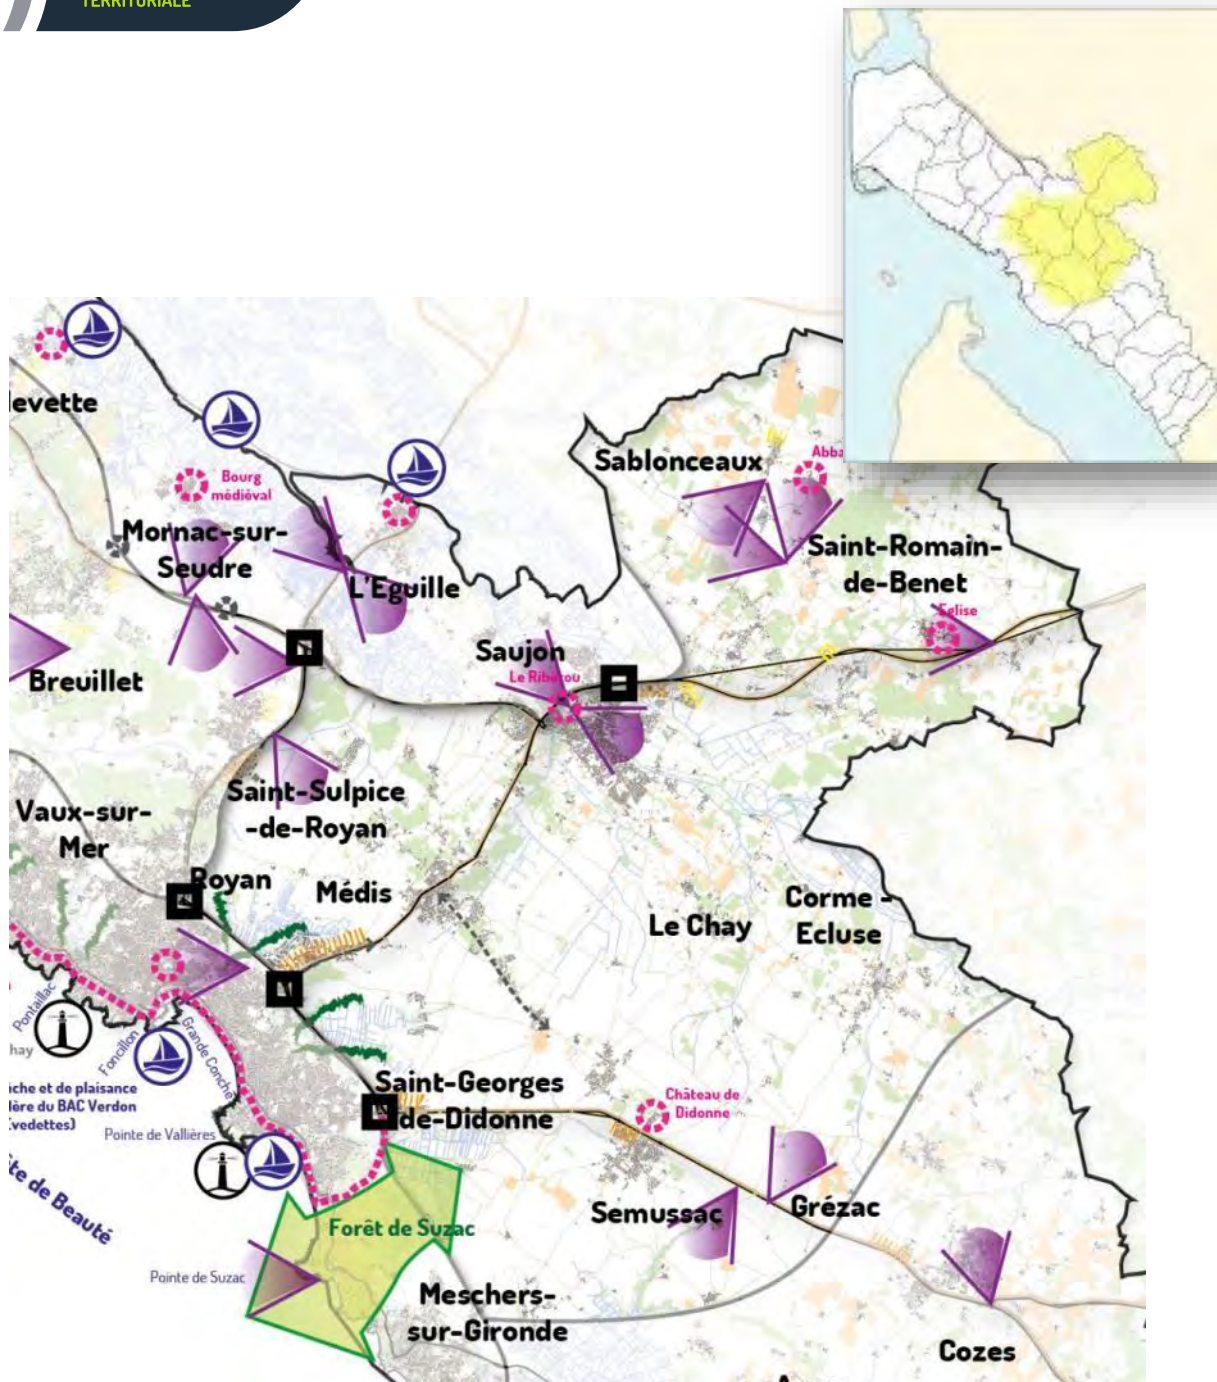 TERRITORIALE
levette
Bourg
médiéval
Mornac-sur-
Seudre
L'Eguille
Sablonceaux
Abba
Saint-Romain-
de-Benet
Eglise
Saujon
Le Ribérou
Breuillet
Saint-Sulpice
-de-Royan
Vaux-sur-
Mer
Royan
Médis
Le Chay
Corme -
Ecluse
Pontaillac
Foncillon
Grande Conche
hay
che et de plaisance
ère du BAC Verdon
vedettes)
Pointe de Vallières
te de Beauté
Saint-Georges
de-Didonne
Château de
Didonne
Semussac
Grézac
Forêt de Suzac
Pointe de Suzac
Meschers-
sur-Gironde
Cozes